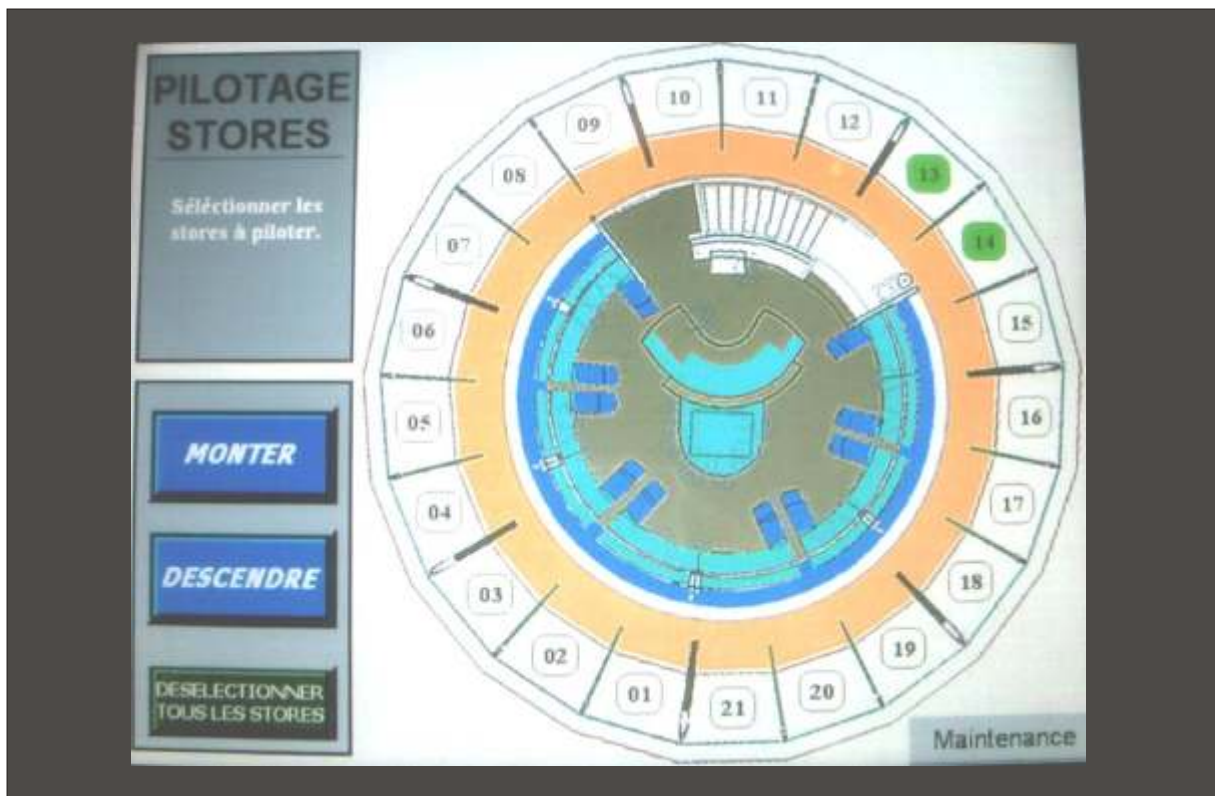 PILOTAGE
STORES
Séléctionner les
stores à piloter.
MONTER
DESCENDRE
DESELECTIONNER
TOUS LES STORES
10
11
12
09
13
08
14
07
15
06
16
05
17
04
18
03
19
02
20
01
21
Maintenance